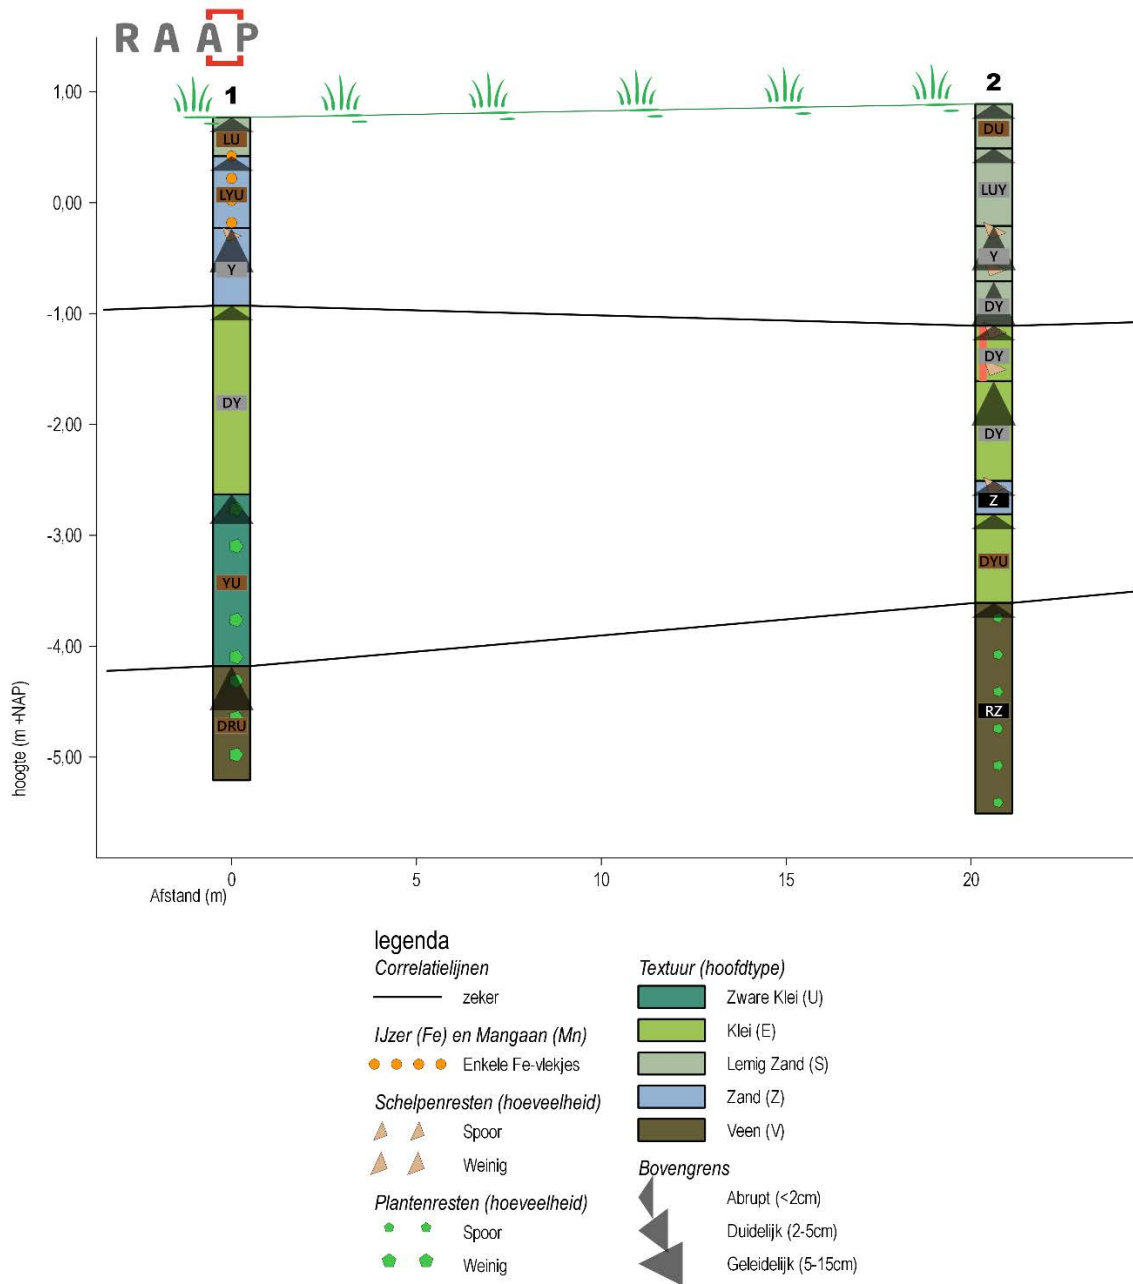 RAAP
1
2
1,00
0,00
-1,00
-2,00
-3,00
-4,00
-5,00
hoogte (m +NAP)
LU
LYU
Y
DY
YU
DRU
DU
LUY
Y
DY
DY
DY
Z
DYU
RZ
0
5
10
15
20
Afstand (m)
legenda
Correlatielijnen
zeker
IJzer (Fe) en Mangaan (Mn)
Enkele Fe-vlekjes
Schelpenresten (hoeveelheid)
Spoor
Weinig
Plantenresten (hoeveelheid)
Spoor
Weinig
Textuur (hoofdtype)
Zware Klei (U)
Klei (E)
Lemig Zand (S)
Zand (Z)
Veen (V)
Bovengrens
Abrupt (<2cm)
Duidelijk (2-5cm)
Geleidelijk (5-15cm)